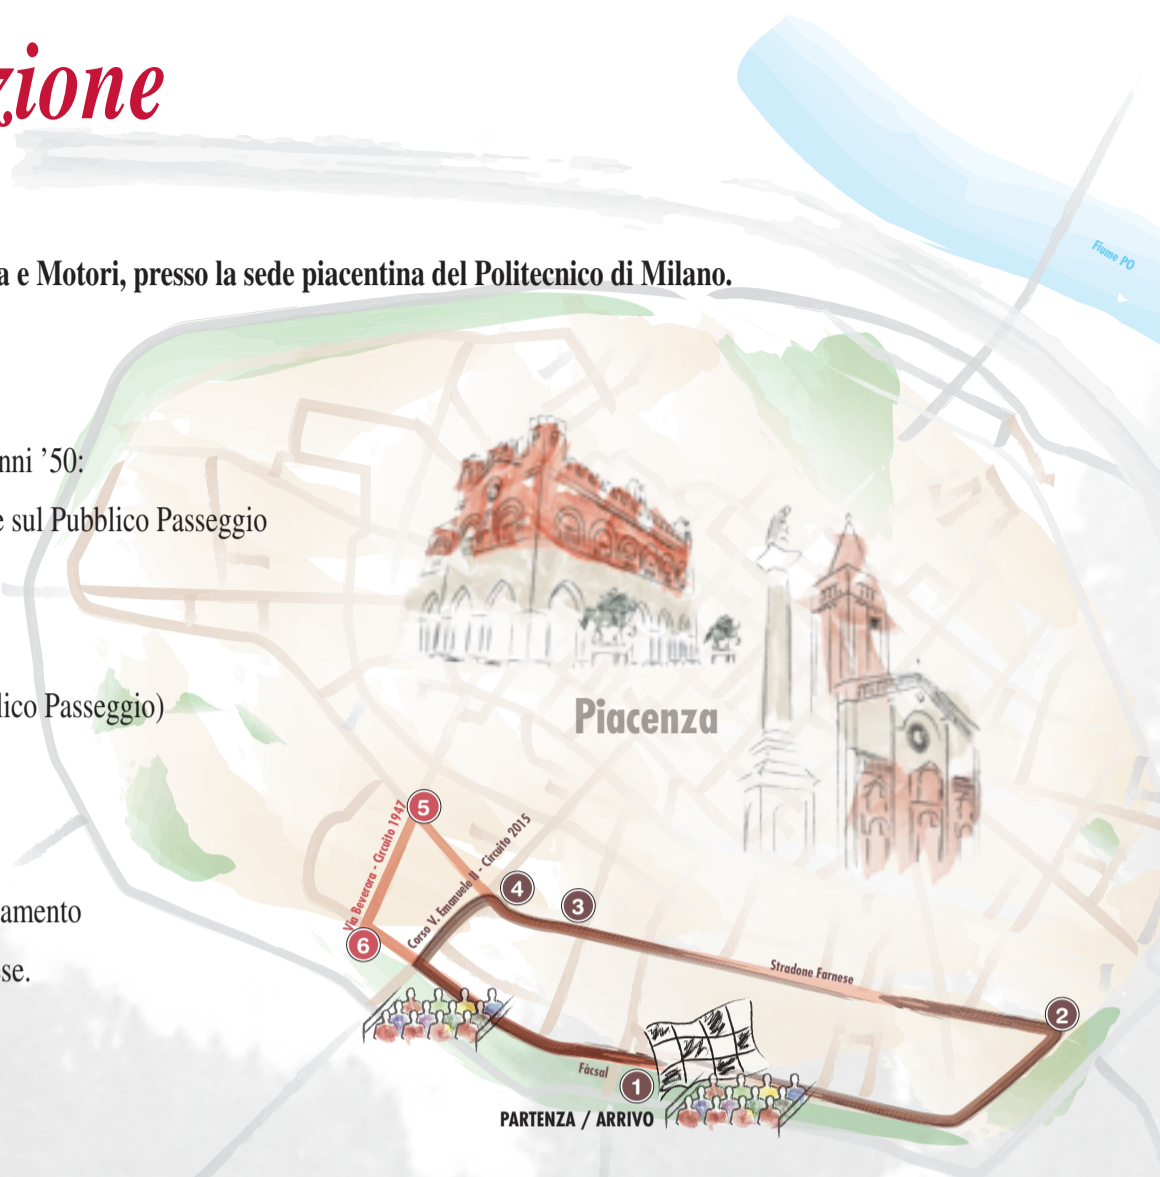 zione
a e Motori, presso la sede piacentina del Politecnico di Milano.
Fiume PO
nni ’50:
e sul Pubblico Passeggio
lico Passeggio)
Piacenza
amento
se.
5
Via Beverora - Circuito 1947
Corso V. Emanuele II - Circuito 2015
4
3
6
Stradone Farnese
2
Fàcsal
1
PARTENZA / ARRIVO